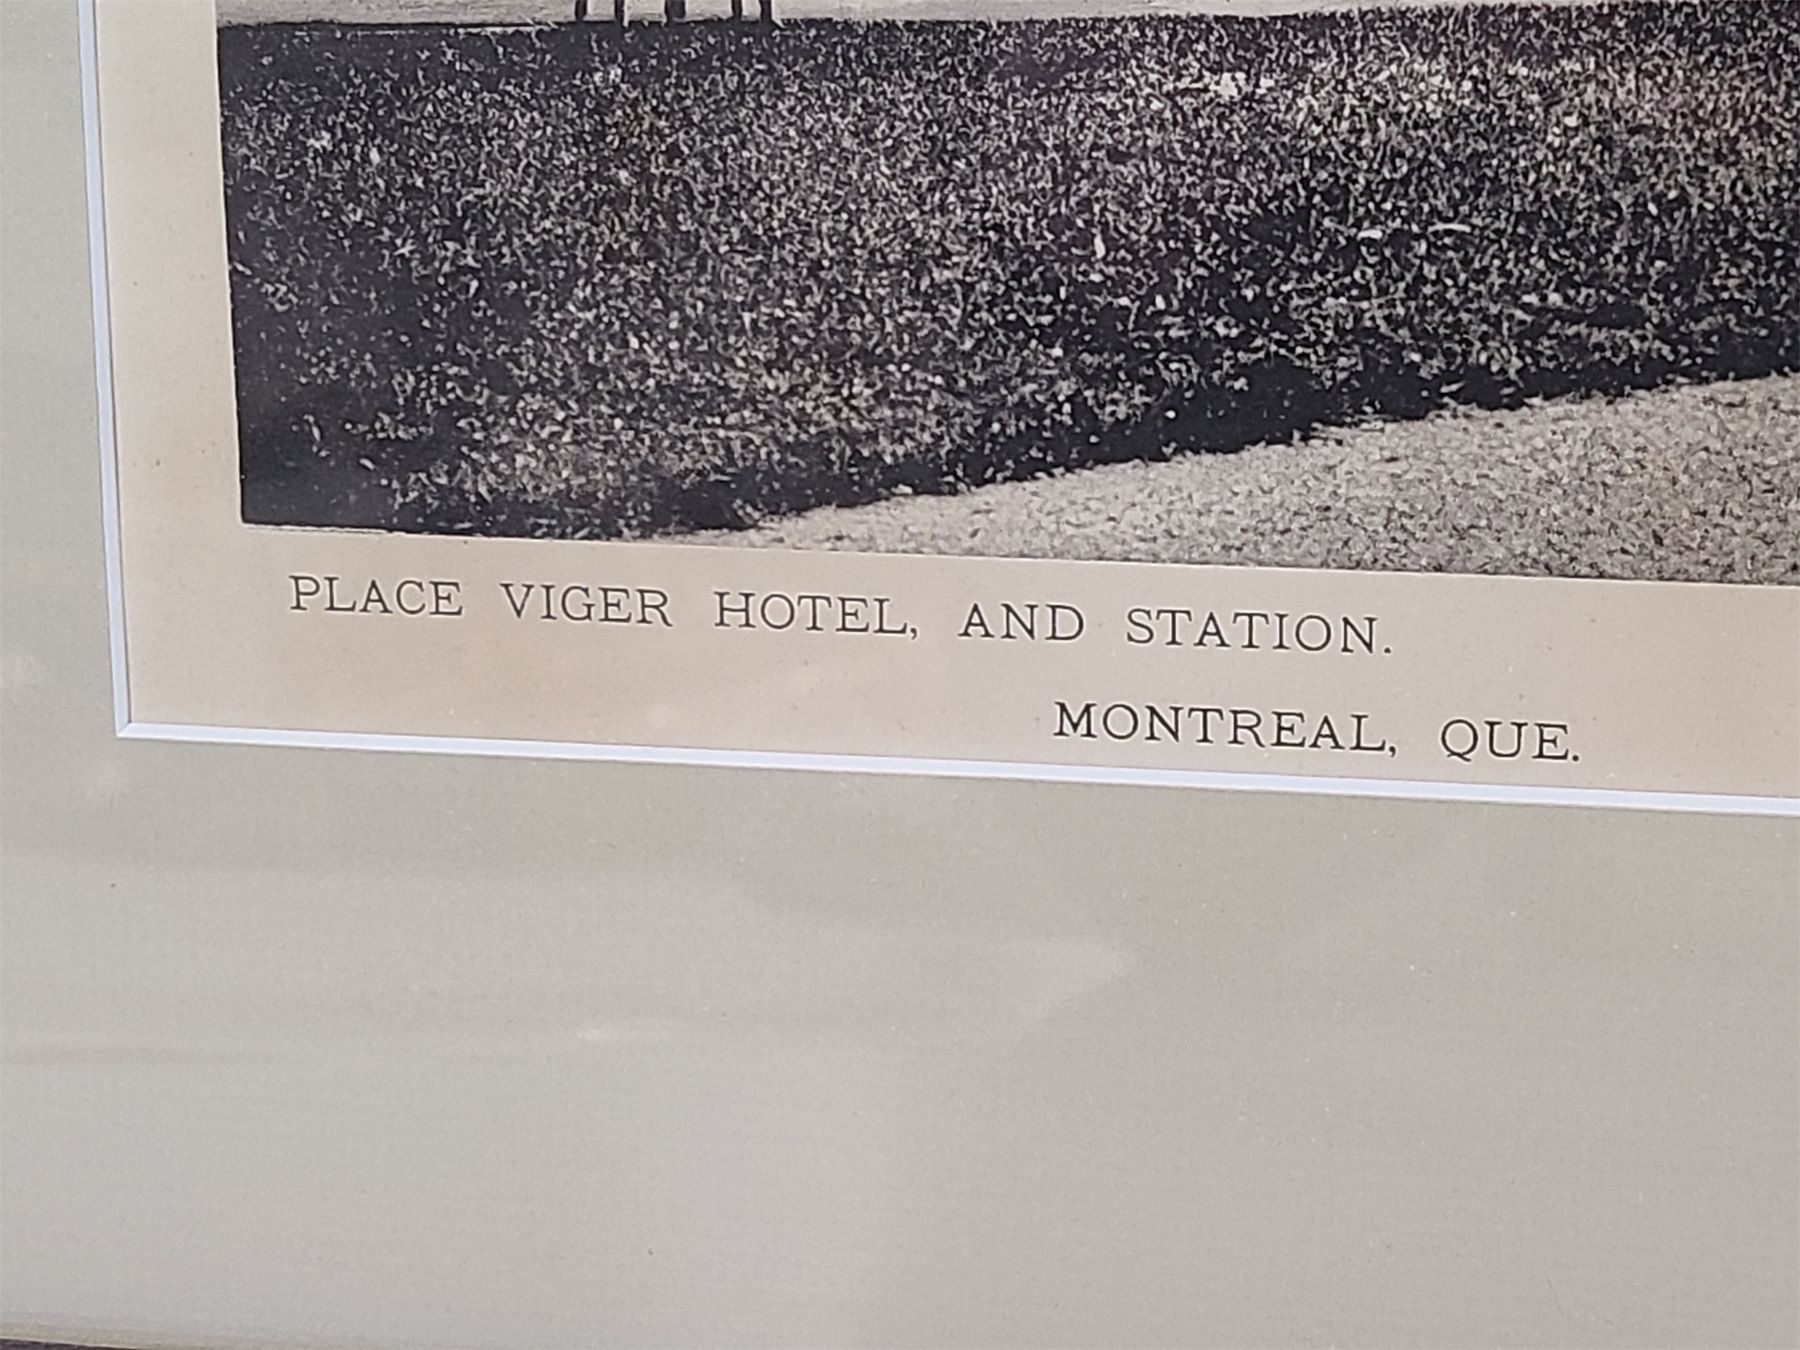 PLACE VIGER HOTEL, AND STATION.
MONTREAL, QUE.